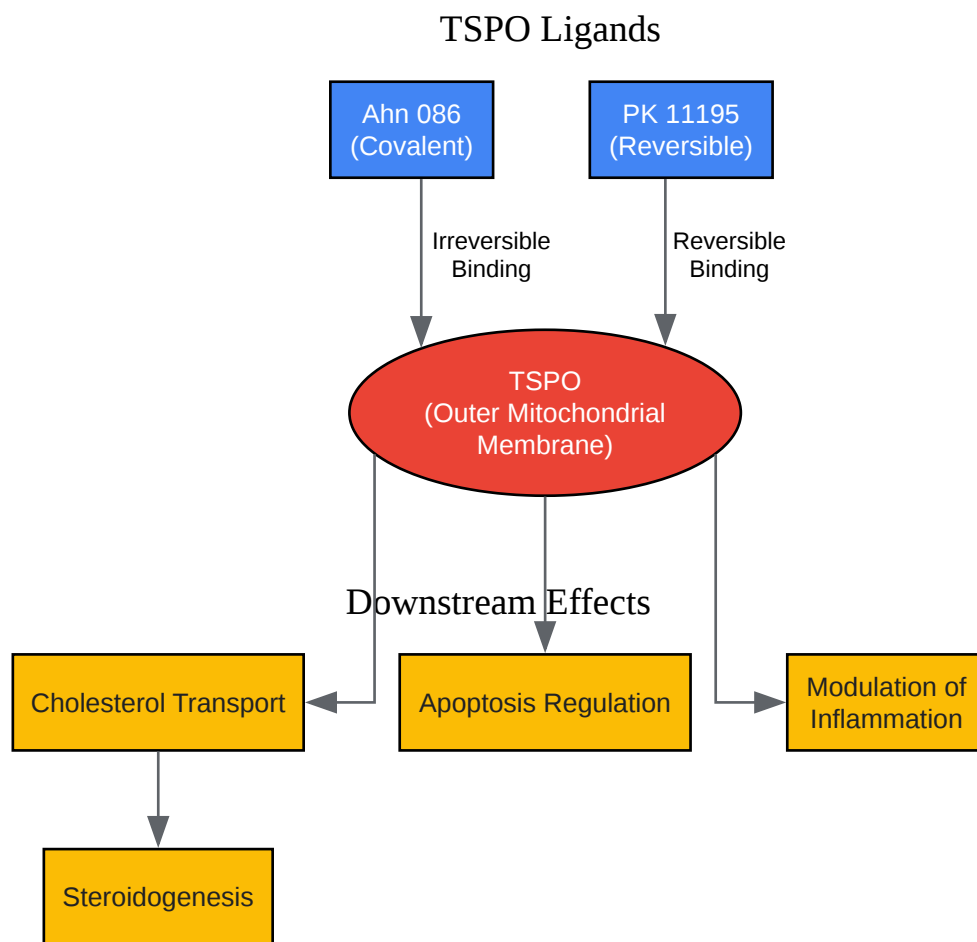 TSPO Ligands
Ahn 086
(Covalent)
PK 11195
(Reversible)
Irreversible
Binding
Reversible
Binding
TSPO
(Outer Mitochondrial
Membrane)
Downstream Effects
Cholesterol Transport
Apoptosis Regulation
Modulation of
Inflammation
Steroidogenesis